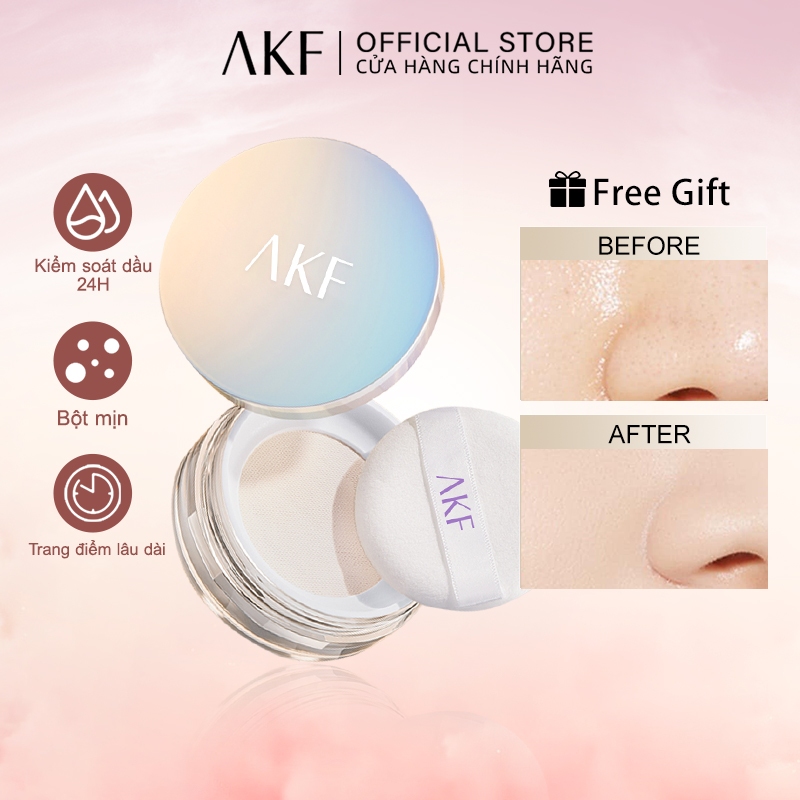 AKF
OFFICIAL STORE
CỬA HÀNG CHÍNH HÃNG
Kiểm soát dầu
24H
Bột mịn
Trang điểm lâu dài
AKF
AKF
Free Gift
BEFORE
AFTER